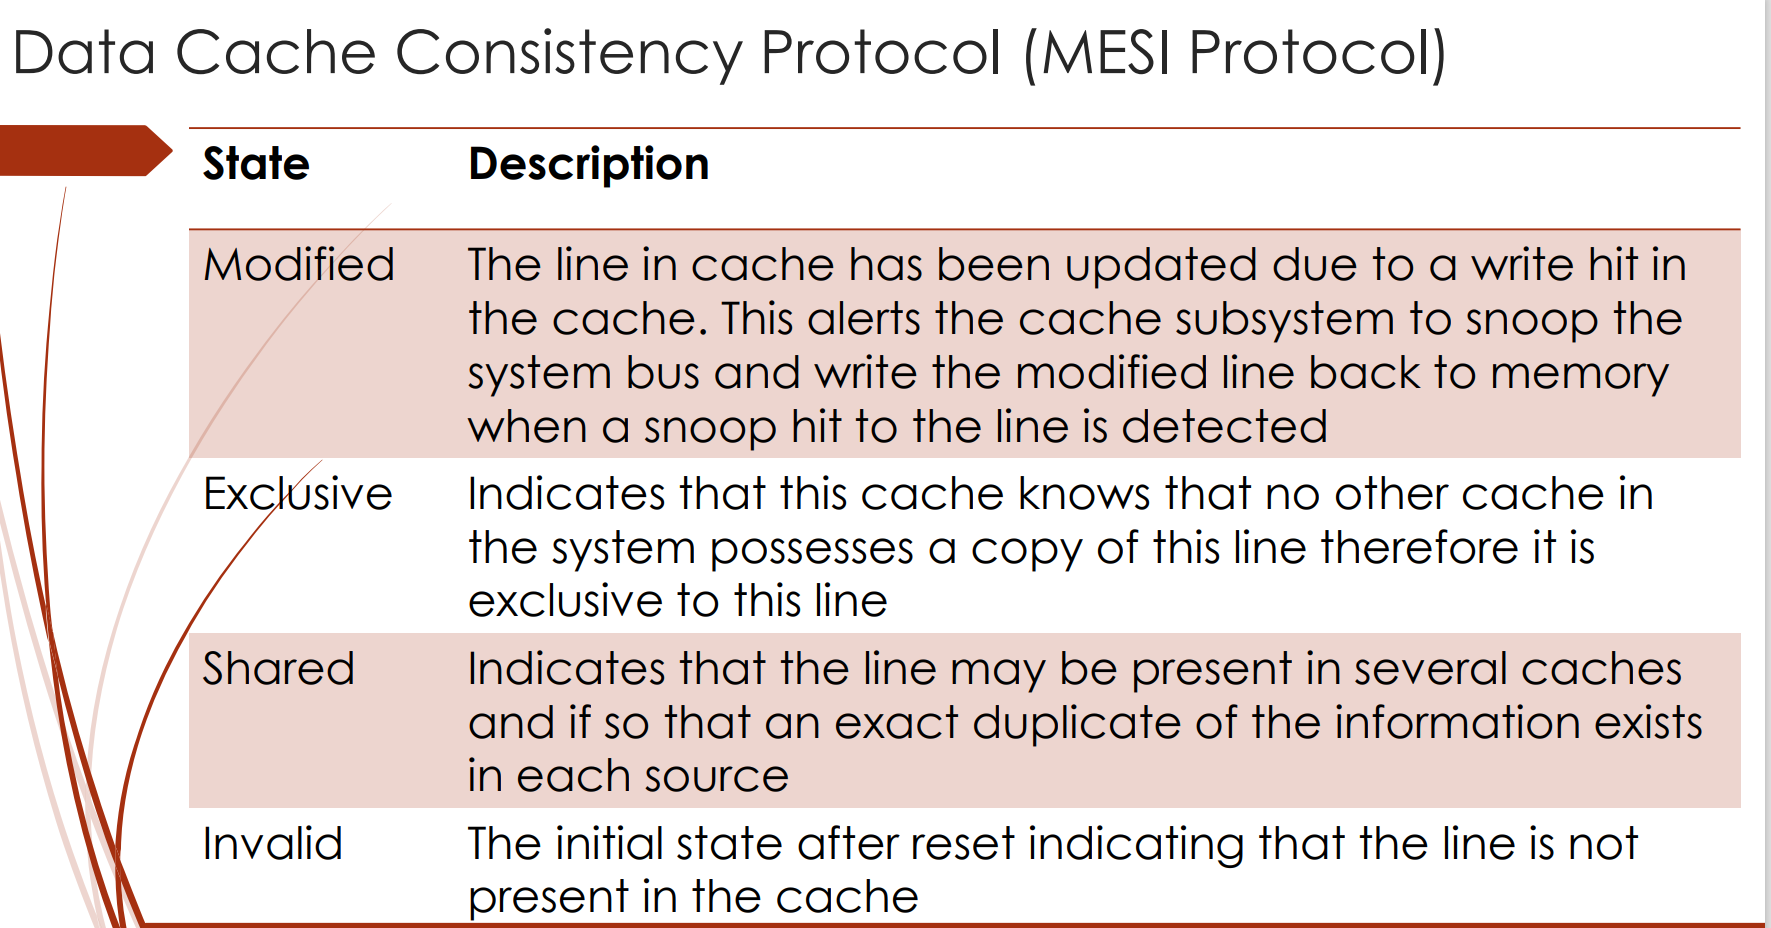 Data Cache Consistency Protocol (MESI Protocol)
State Description
Modified The line in cache has been updated due to a write hit in
the cache. This alerts the cache subsystem to snoop the
system bus and write the modified line back to memory
when a snoop hit to the line is detected
Exclusive Indicates that this cache knows that no other cache in
the system possesses a copy of this line therefore it is
exclusive to this line
Shared Indicates that the line may be present in several caches
and if so that an exact duplicate of the information exists
in each source
Invalid The initial state after reset indicating that the line is not
present in the cache